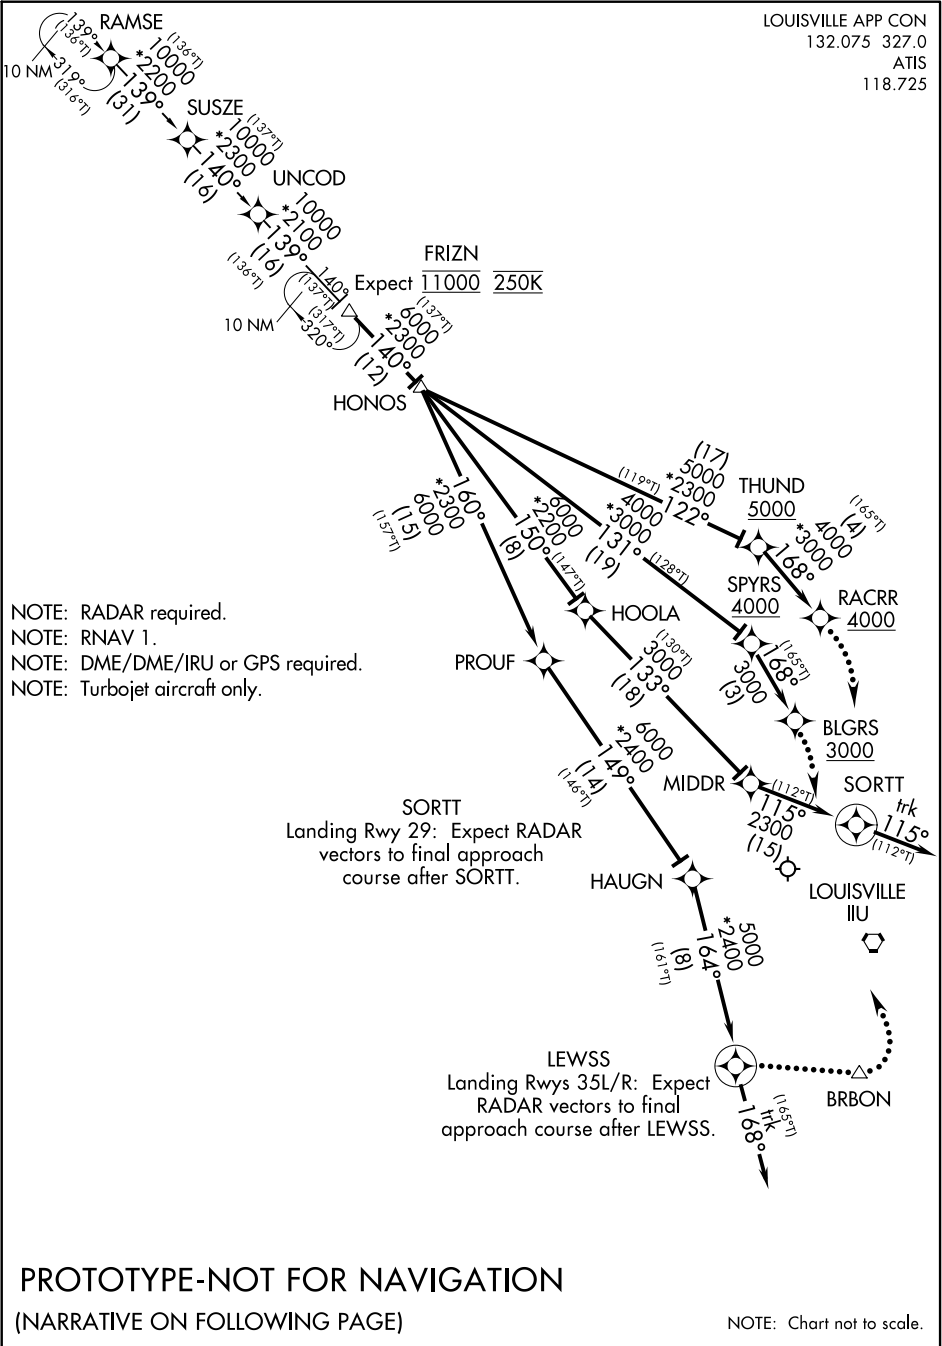 LOUISVILLE APP CON
132.075 327.0
ATIS
118.725
RAMSE
139°
(136°T)
10 NM
319°
(316°T)
(136°T)
10000
*2200
139°
(31)
SUSZE
(137°T)
10000
*2300
140°
(16)
UNCOD
10000
*2100
139°
(16)
(136°T)
FRIZN
Expect 11000 250K
140°
(137°T)
10 NM
(317°T)
320°
(137°T)
6000
*2300
140°
(12)
HONOS
(17)
5000
*2300
122°
(119°T)
THUND
5000
(165°T)
(4)
4000
*3000
168°
RACRR
4000
4000
*3000
131°
(19)
(128°T)
SPYRS
4000
(165°T)
168°
3000
(3)
BLGRS
3000
6000
*2200
150°
(8)
(147°T)
HOOLA
(130°T)
3000
133°
(18)
MIDDR
(112°T)
115°
2300
(15)
SORTT
trk
115°
(112°T)
160°
*2300
6000
(15)
(157°T)
PROUF
6000
*2400
149°
(14)
(146°T)
HAUGN
5000
*2400
164°
(8)
(161°T)
NOTE: RADAR required.
NOTE: RNAV 1.
NOTE: DME/DME/IRU or GPS required.
NOTE: Turbojet aircraft only.
SORTT
Landing Rwy 29: Expect RADAR
vectors to final approach
course after SORTT.
LOUISVILLE
IIU
LEWSS
Landing Rwys 35L/R: Expect
RADAR vectors to final
approach course after LEWSS.
BRBON
(165°T)
trk
168°
PROTOTYPE-NOT FOR NAVIGATION
(NARRATIVE ON FOLLOWING PAGE)
NOTE: Chart not to scale.